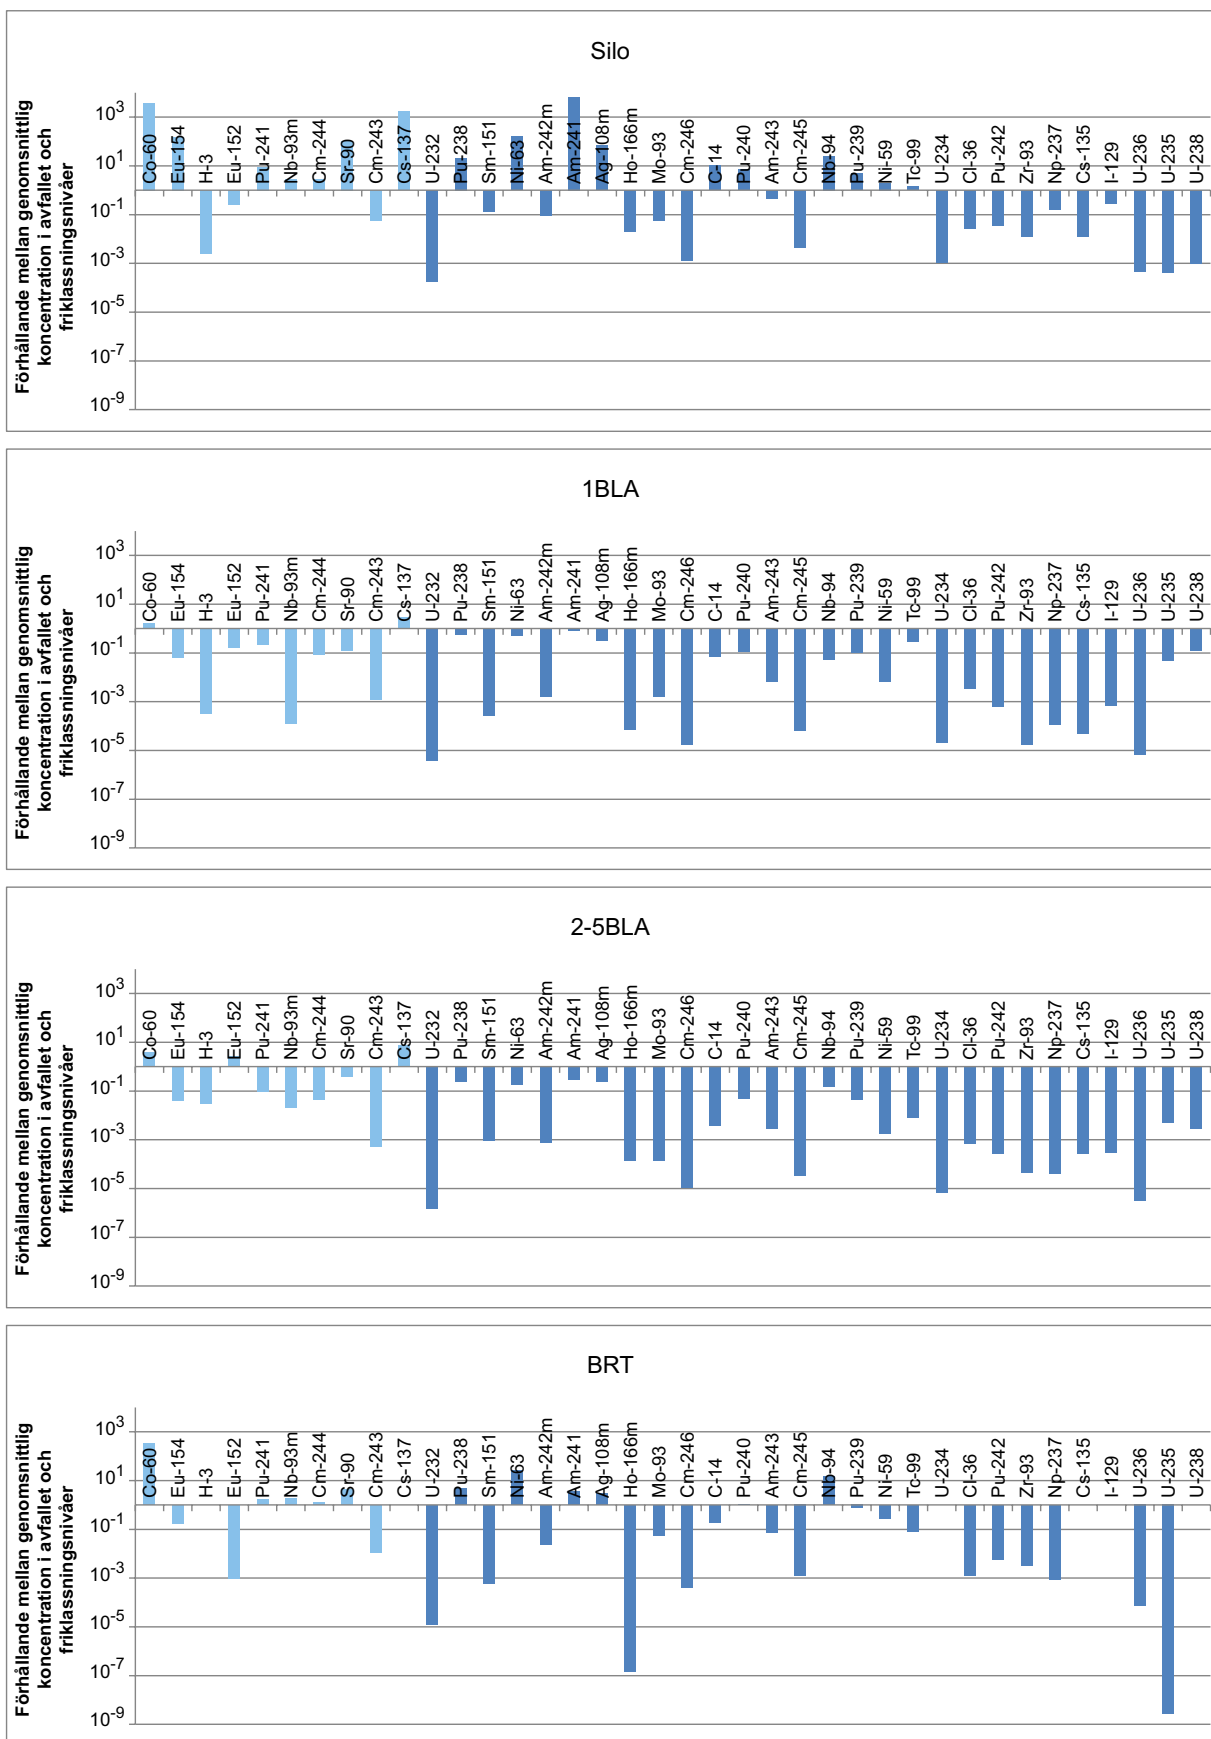 Silo
Förhållande mellan genomsnittlig
koncentration i avfallet och
friklassningsnivåer
10^3
10^1
10^-1
10^-3
10^-5
10^-7
10^-9
Co-60
Eu-154
H-3
Eu-152
Pu-241
Nb-93m
Cm-244
Sr-90
Cm-243
Cs-137
U-232
Pu-238
Sm-151
Ni-63
Am-242m
Am-241
Ag-108m
Ho-166m
Mo-93
Cm-246
C-14
Pu-240
Am-243
Cm-245
Nb-94
Pu-239
Ni-59
Tc-99
U-234
Cl-36
Pu-242
Zr-93
Np-237
Cs-135
I-129
U-236
U-235
U-238
1BLA
Förhållande mellan genomsnittlig
koncentration i avfallet och
friklassningsnivåer
10^3
10^1
10^-1
10^-3
10^-5
10^-7
10^-9
Co-60
Eu-154
H-3
Eu-152
Pu-241
Nb-93m
Cm-244
Sr-90
Cm-243
Cs-137
U-232
Pu-238
Sm-151
Ni-63
Am-242m
Am-241
Ag-108m
Ho-166m
Mo-93
Cm-246
C-14
Pu-240
Am-243
Cm-245
Nb-94
Pu-239
Ni-59
Tc-99
U-234
Cl-36
Pu-242
Zr-93
Np-237
Cs-135
I-129
U-236
U-235
U-238
2-5BLA
Förhållande mellan genomsnittlig
koncentration i avfallet och
friklassningsnivåer
10^3
10^1
10^-1
10^-3
10^-5
10^-7
10^-9
Co-60
Eu-154
H-3
Eu-152
Pu-241
Nb-93m
Cm-244
Sr-90
Cm-243
Cs-137
U-232
Pu-238
Sm-151
Ni-63
Am-242m
Am-241
Ag-108m
Ho-166m
Mo-93
Cm-246
C-14
Pu-240
Am-243
Cm-245
Nb-94
Pu-239
Ni-59
Tc-99
U-234
Cl-36
Pu-242
Zr-93
Np-237
Cs-135
I-129
U-236
U-235
U-238
BRT
Förhållande mellan genomsnittlig
koncentration i avfallet och
friklassningsnivåer
10^3
10^1
10^-1
10^-3
10^-5
10^-7
10^-9
Co-60
Eu-154
H-3
Eu-152
Pu-241
Nb-93m
Cm-244
Sr-90
Cm-243
Cs-137
U-232
Pu-238
Sm-151
Ni-63
Am-242m
Am-241
Ag-108m
Ho-166m
Mo-93
Cm-246
C-14
Pu-240
Am-243
Cm-245
Nb-94
Pu-239
Ni-59
Tc-99
U-234
Cl-36
Pu-242
Zr-93
Np-237
Cs-135
I-129
U-236
U-235
U-238